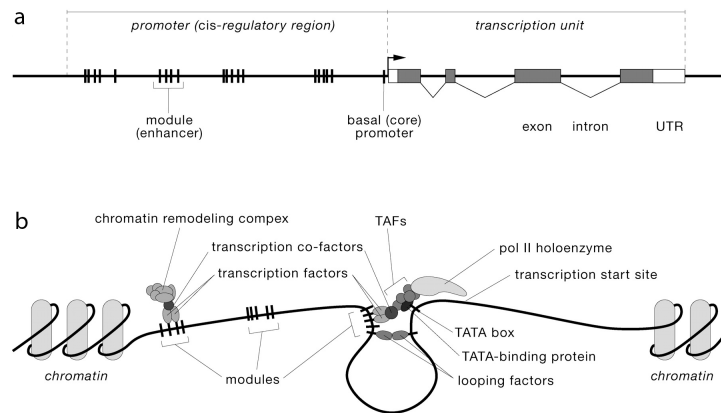 a
promoter (cis-regulatory region)
transcription unit
module
(enhancer)
basal (core)
promoter
exon
intron
UTR
b
chromatin remodeling compex
TAFs
transcription co-factors
pol II holoenzyme
transcription factors
transcription start site
TATA box
TATA-binding protein
chromatin
modules
looping factors
chromatin